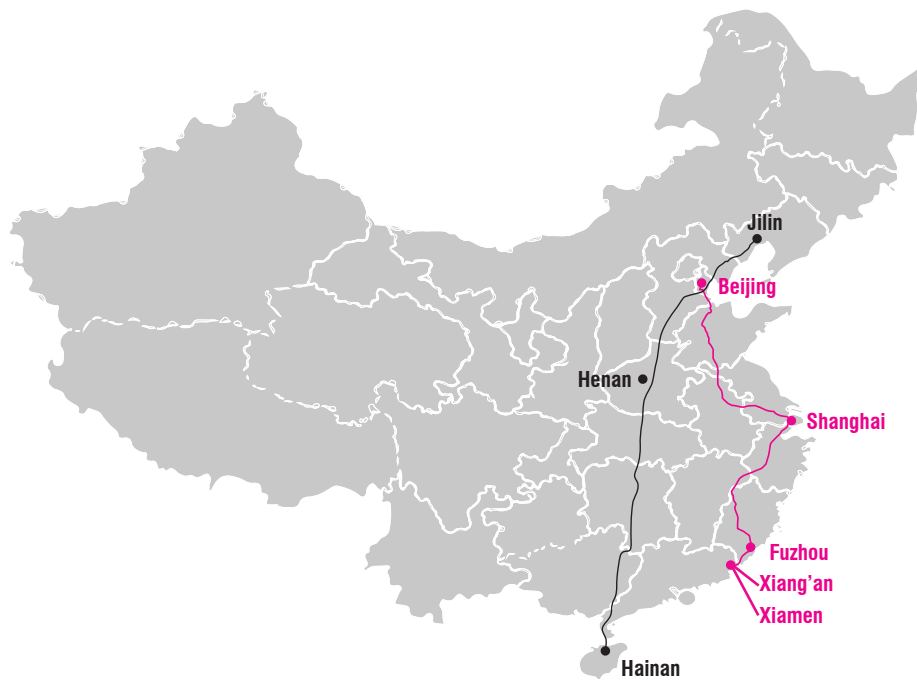 Jilin
Beijing
Henan
Shanghai
Fuzhou
Xiang’an
Xiamen
Hainan